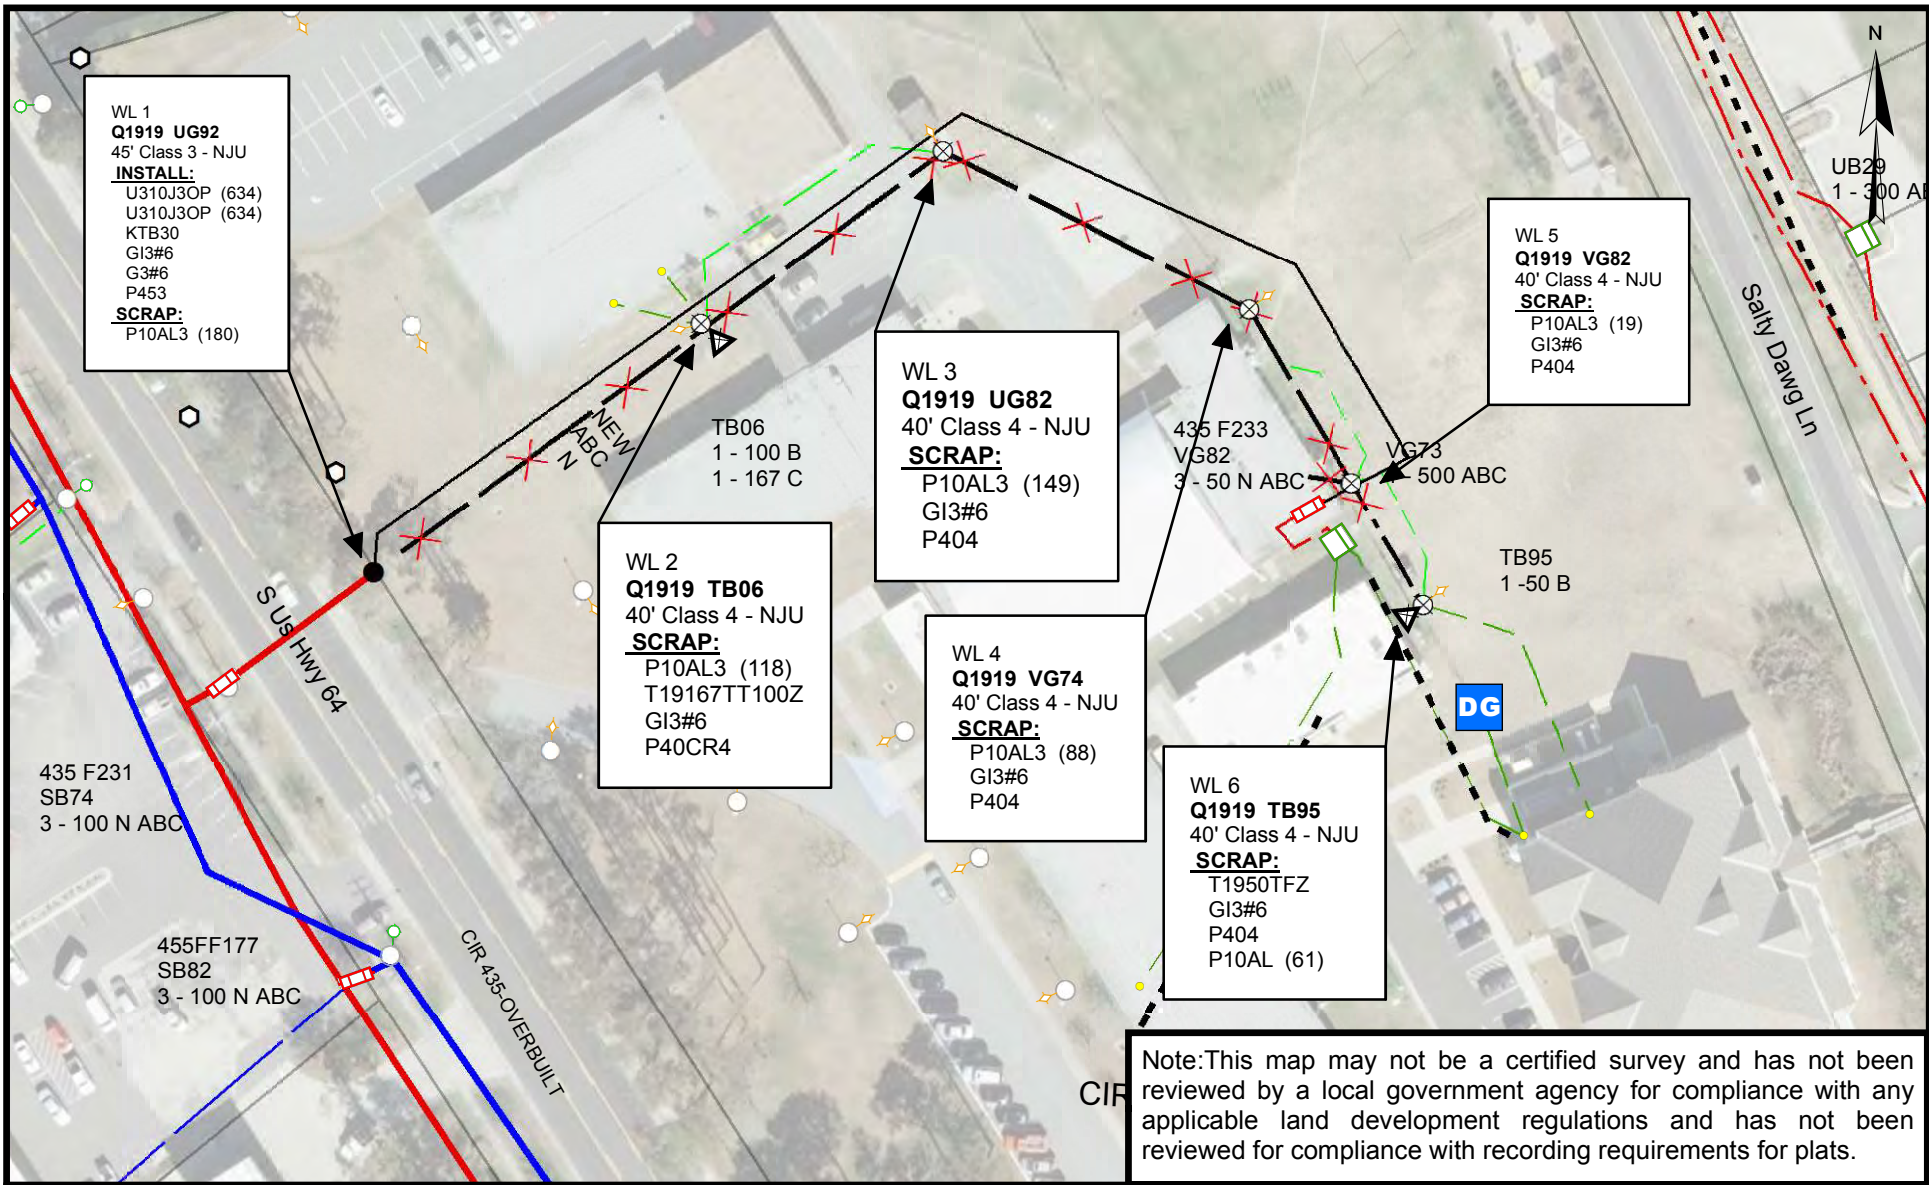 N
UB29
1 - 300 AB
WL 1
Q1919 UG92
45' Class 3 - NJU
INSTALL:
U310J3OP (634)
U310J3OP (634)
KTB30
GI3#6
G3#6
P453
SCRAP:
P10AL3 (180)
WL 5
Q1919 VG82
40' Class 4 - NJU
SCRAP:
P10AL3 (19)
GI3#6
P404
Salty Dawg Ln
WL 3
Q1919 UG82
40' Class 4 - NJU
SCRAP:
P10AL3 (149)
GI3#6
P404
NEW
ABC
N
TB06
1 - 100 B
1 - 167 C
435 F233
VG82
3 - 50 N ABC
VG73
- 500 ABC
WL 2
Q1919 TB06
40' Class 4 - NJU
SCRAP:
P10AL3 (118)
T19167TT100Z
GI3#6
P40CR4
TB95
1 -50 B
S Us Hwy 64
WL 4
Q1919 VG74
40' Class 4 - NJU
SCRAP:
P10AL3 (88)
GI3#6
P404
DG
WL 6
Q1919 TB95
40' Class 4 - NJU
SCRAP:
T1950TFZ
GI3#6
P404
P10AL (61)
435 F231
SB74
3 - 100 N ABC
455FF177
SB82
3 - 100 N ABC
CIR 435-OVERBUILT
CIR
Note:This map may not be a certified survey and has not been
reviewed by a local government agency for compliance with any
applicable land development regulations and has not been
reviewed for compliance with recording requirements for plats.